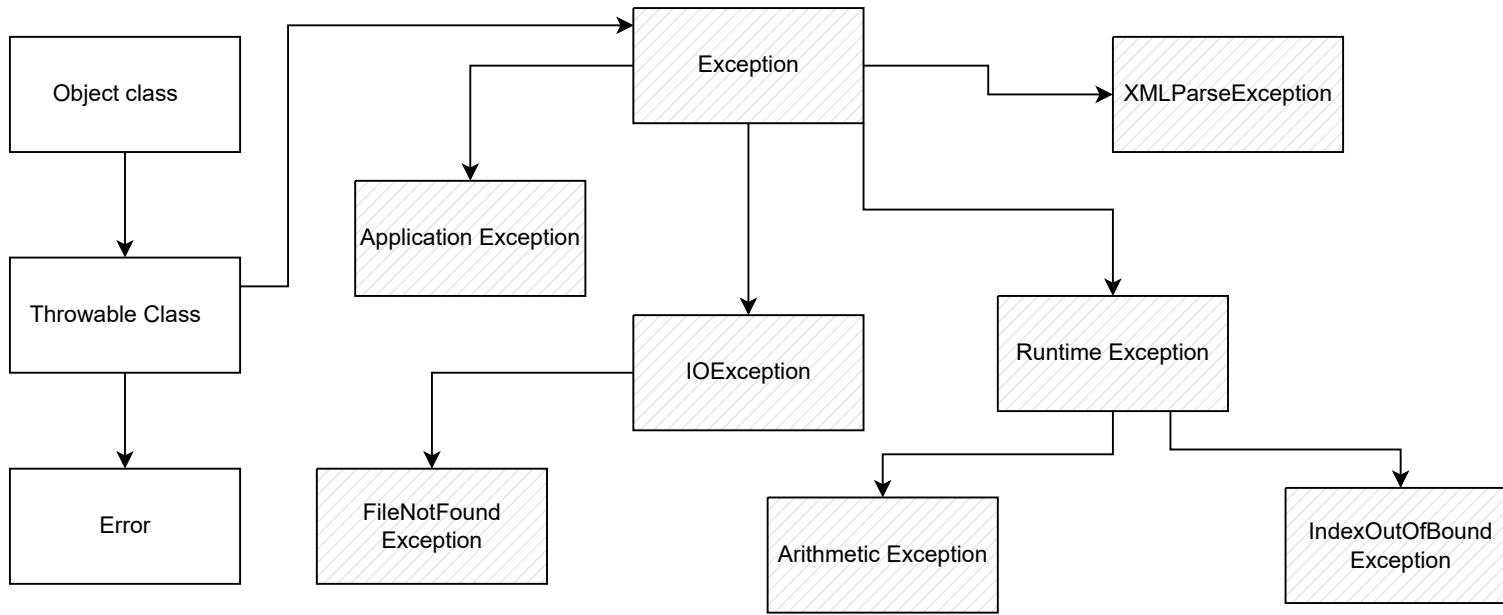 Exception
Object class
XMLParseException
Application Exception
Throwable Class
IOException
Runtime Exception
Error
FileNotFound
Exception
Arithmetic Exception
IndexOutOfBound
Exception